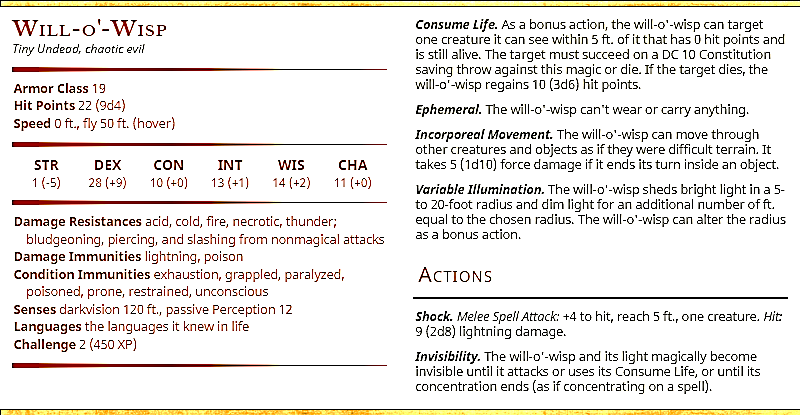 Will-o'-Wisp
Tiny Undead, chaotic evil
Armor Class 19
Hit Points 22 (9d4)
Speed 0 ft., fly 50 ft. (hover)
STR DEX CON INT WIS CHA
1 (-5) 28 (+9) 10 (+0) 13 (+1) 14 (+2) 11 (+0)
Damage Resistances acid, cold, fire, necrotic, thunder;
bludgeoning, piercing, and slashing from nonmagical attacks
Damage Immunities lightning, poison
Condition Immunities exhaustion, grappled, paralyzed,
poisoned, prone, restrained, unconscious
Senses darkvision 120 ft., passive Perception 12
Languages the languages it knew in life
Challenge 2 (450 XP)
Consume Life. As a bonus action, the will-o'-wisp can target
one creature it can see within 5 ft. of it that has 0 hit points and
is still alive. The target must succeed on a DC 10 Constitution
saving throw against this magic or die. If the target dies, the
will-o'-wisp regains 10 (3d6) hit points.
Ephemeral. The will-o'-wisp can't wear or carry anything.
Incorporeal Movement. The will-o'-wisp can move through
other creatures and objects as if they were difficult terrain. It
takes 5 (1d10) force damage if it ends its turn inside an object.
Variable Illumination. The will-o'-wisp sheds bright light in a 5-
to 20-foot radius and dim light for an additional number of ft.
equal to the chosen radius. The will-o'-wisp can alter the radius
as a bonus action.
Actions
Shock. Melee Spell Attack: +4 to hit, reach 5 ft., one creature. Hit:
9 (2d8) lightning damage.
Invisibility. The will-o'-wisp and its light magically become
invisible until it attacks or uses its Consume Life, or until its
concentration ends (as if concentrating on a spell).